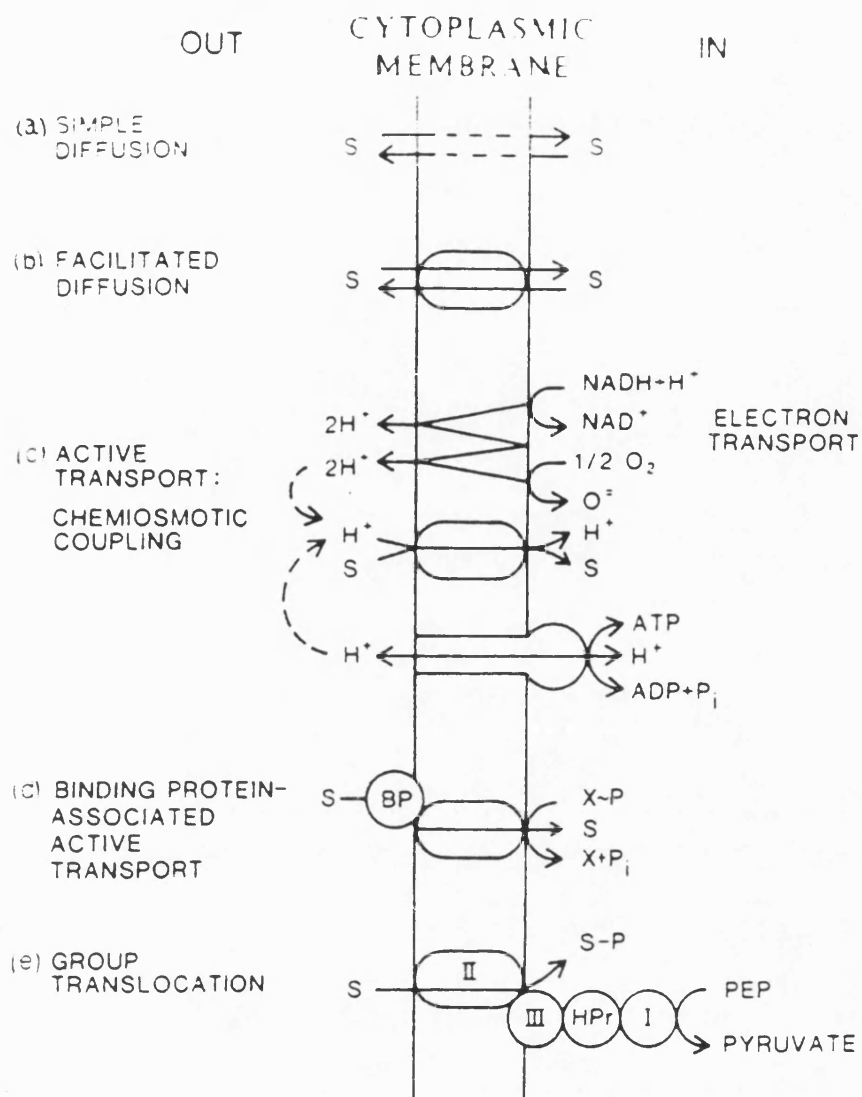 OUT
CYTOPLASMIC
MEMBRANE
IN
(a) SIMPLE
DIFFUSION
S
S
(b) FACILITATED
DIFFUSION
S
S
(c) ACTIVE
TRANSPORT:
CHEMIOSMOTIC
COUPLING
2H⁺
2H⁺
NADH+H⁺
NAD⁺
1/2 O₂
O⁼
ELECTRON
TRANSPORT
H⁺
S
H⁺
S
H⁺
ATP
H⁺
ADP+Pi
(d) BINDING PROTEIN-
ASSOCIATED
ACTIVE
TRANSPORT
S
BP
X~P
S
X+Pi
(e) GROUP
TRANSLOCATION
S
II
S-P
III
HPr
I
PEP
PYRUVATE